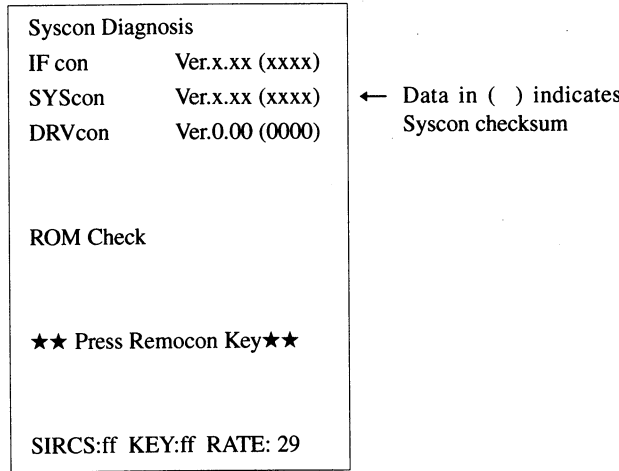 Syscon Diagnosis
IF con Ver.x.xx (xxxx)
SYScon Ver.x.xx (xxxx)
DRVcon Ver.0.00 (0000)
← Data in ( ) indicates
Syscon checksum
ROM Check
★★ Press Remocon Key★★
SIRCS:ff KEY:ff RATE: 29